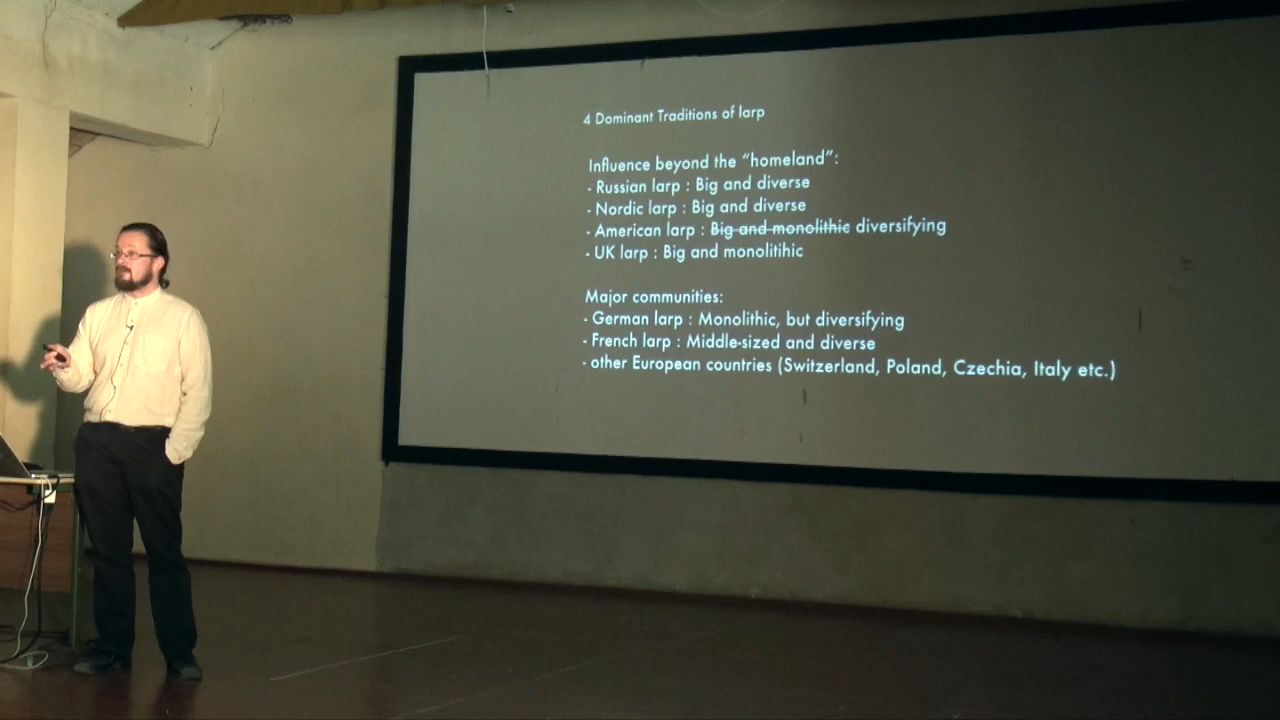 4 Dominant Traditions of larp
Influence beyond the “homeland”:
- Russian larp : Big and diverse
- Nordic larp : Big and diverse
- American larp : Big and monolithic diversifying
- UK larp : Big and monolitihic
Major communities:
- German larp : Monolithic, but diversifying
- French larp : Middle-sized and diverse
- other European countries (Switzerland, Poland, Czechia, Italy etc.)